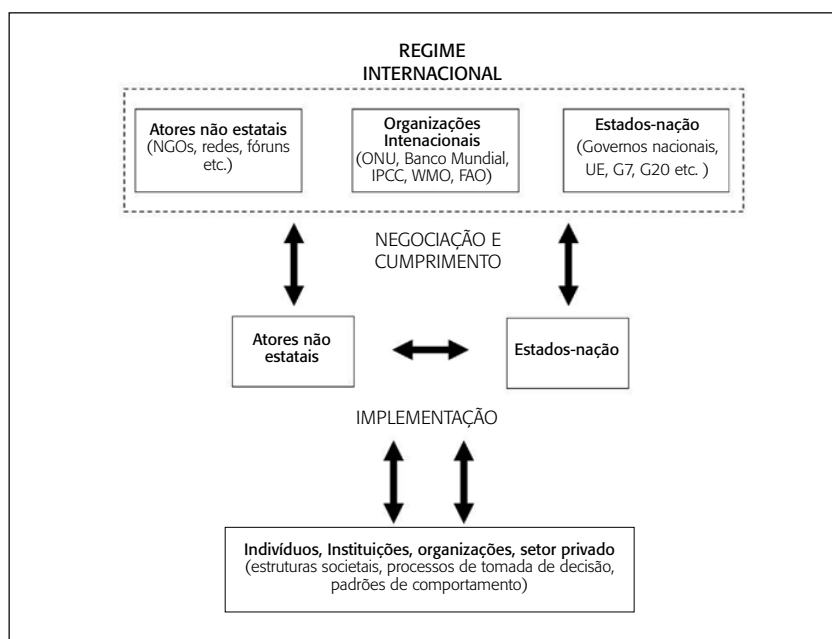 REGIME
INTERNACIONAL
Atores não estatais
(NGOs, redes, fóruns
etc.)
Organizações
Intenacionais
(ONU, Banco Mundial,
IPCC, WMO, FAO)
Estados-nação
(Governos nacionais,
UE, G7, G20 etc. )
NEGOCIAÇÃO E
CUMPRIMENTO
Atores não
estatais
Estados-nação
IMPLEMENTAÇÃO
Indivíduos, Instituições, organizações, setor privado
(estruturas societais, processos de tomada de decisão,
padrões de comportamento)